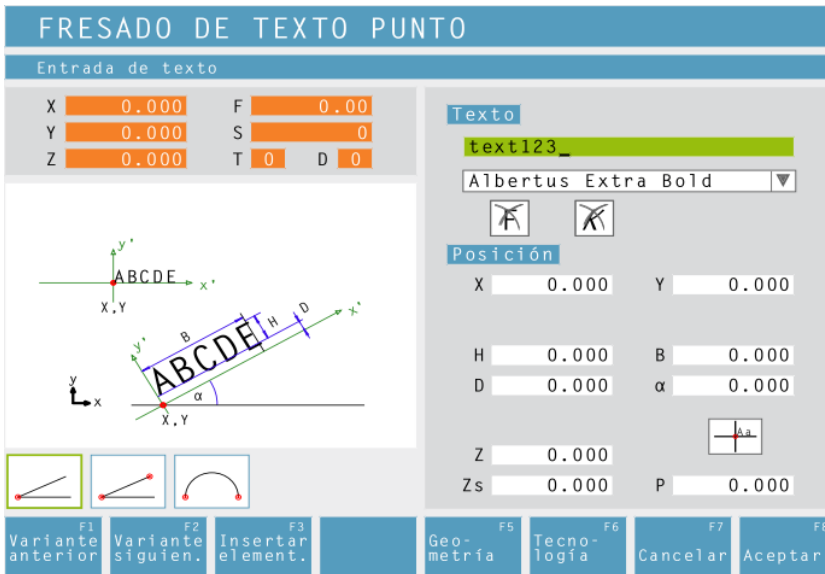 FRESADO DE TEXTO PUNTO
Entrada de texto
X 0.000 F 0.00
Y 0.000 S 0
Z 0.000 T 0 D 0
y' ABCDE x'
X,Y
y' B ABCDE H D x'
α
X,Y
y x
Texto
text123_
Albertus Extra Bold
F K
Posición
X 0.000 Y 0.000
H 0.000 B 0.000
D 0.000 α 0.000
Aa
Z 0.000
Zs 0.000 P 0.000
F1 Variante anterior
F2 Variante siguien.
F3 Insertar element.
F5 Geo-metría
F6 Tecno-logía
F7 Cancelar
F8 Aceptar